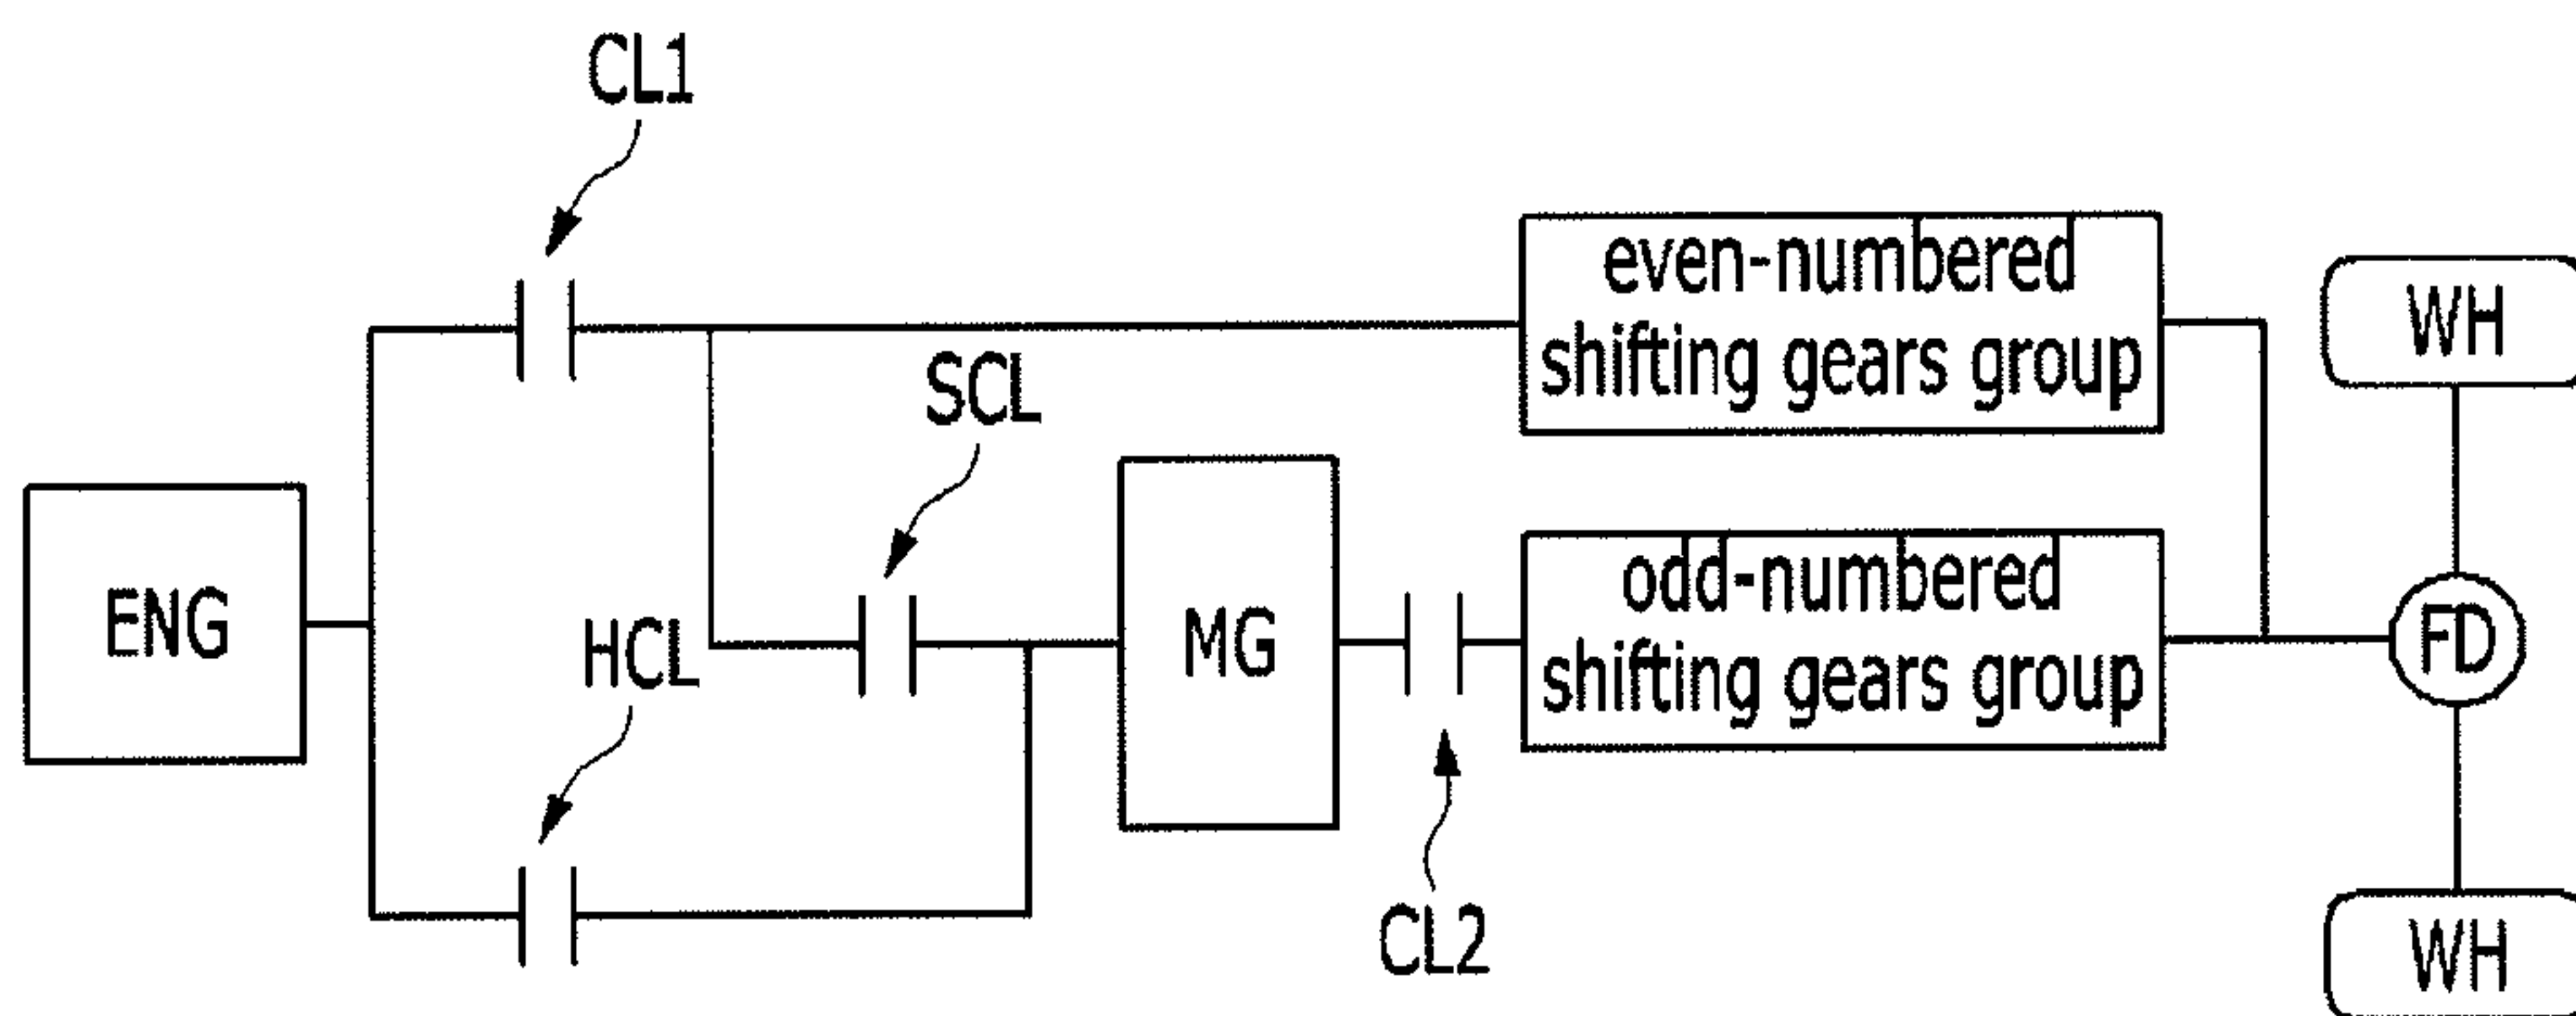 CL1
even-numbered
shifting gears group
WH
SCL
ENG
HCL
MG
odd-numbered
shifting gears group
FD
CL2
WH